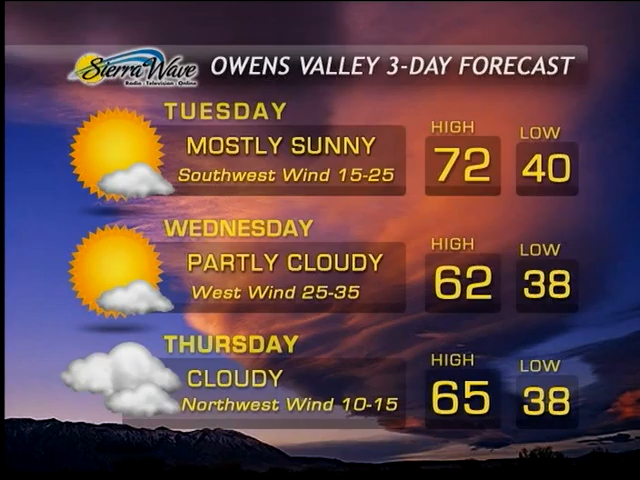 Sierra Wave
Radio | Television | Online
OWENS VALLEY 3-DAY FORECAST
TUESDAY
MOSTLY SUNNY
Southwest Wind 15-25
HIGH
72
LOW
40
WEDNESDAY
PARTLY CLOUDY
West Wind 25-35
HIGH
62
LOW
38
THURSDAY
CLOUDY
Northwest Wind 10-15
HIGH
65
LOW
38